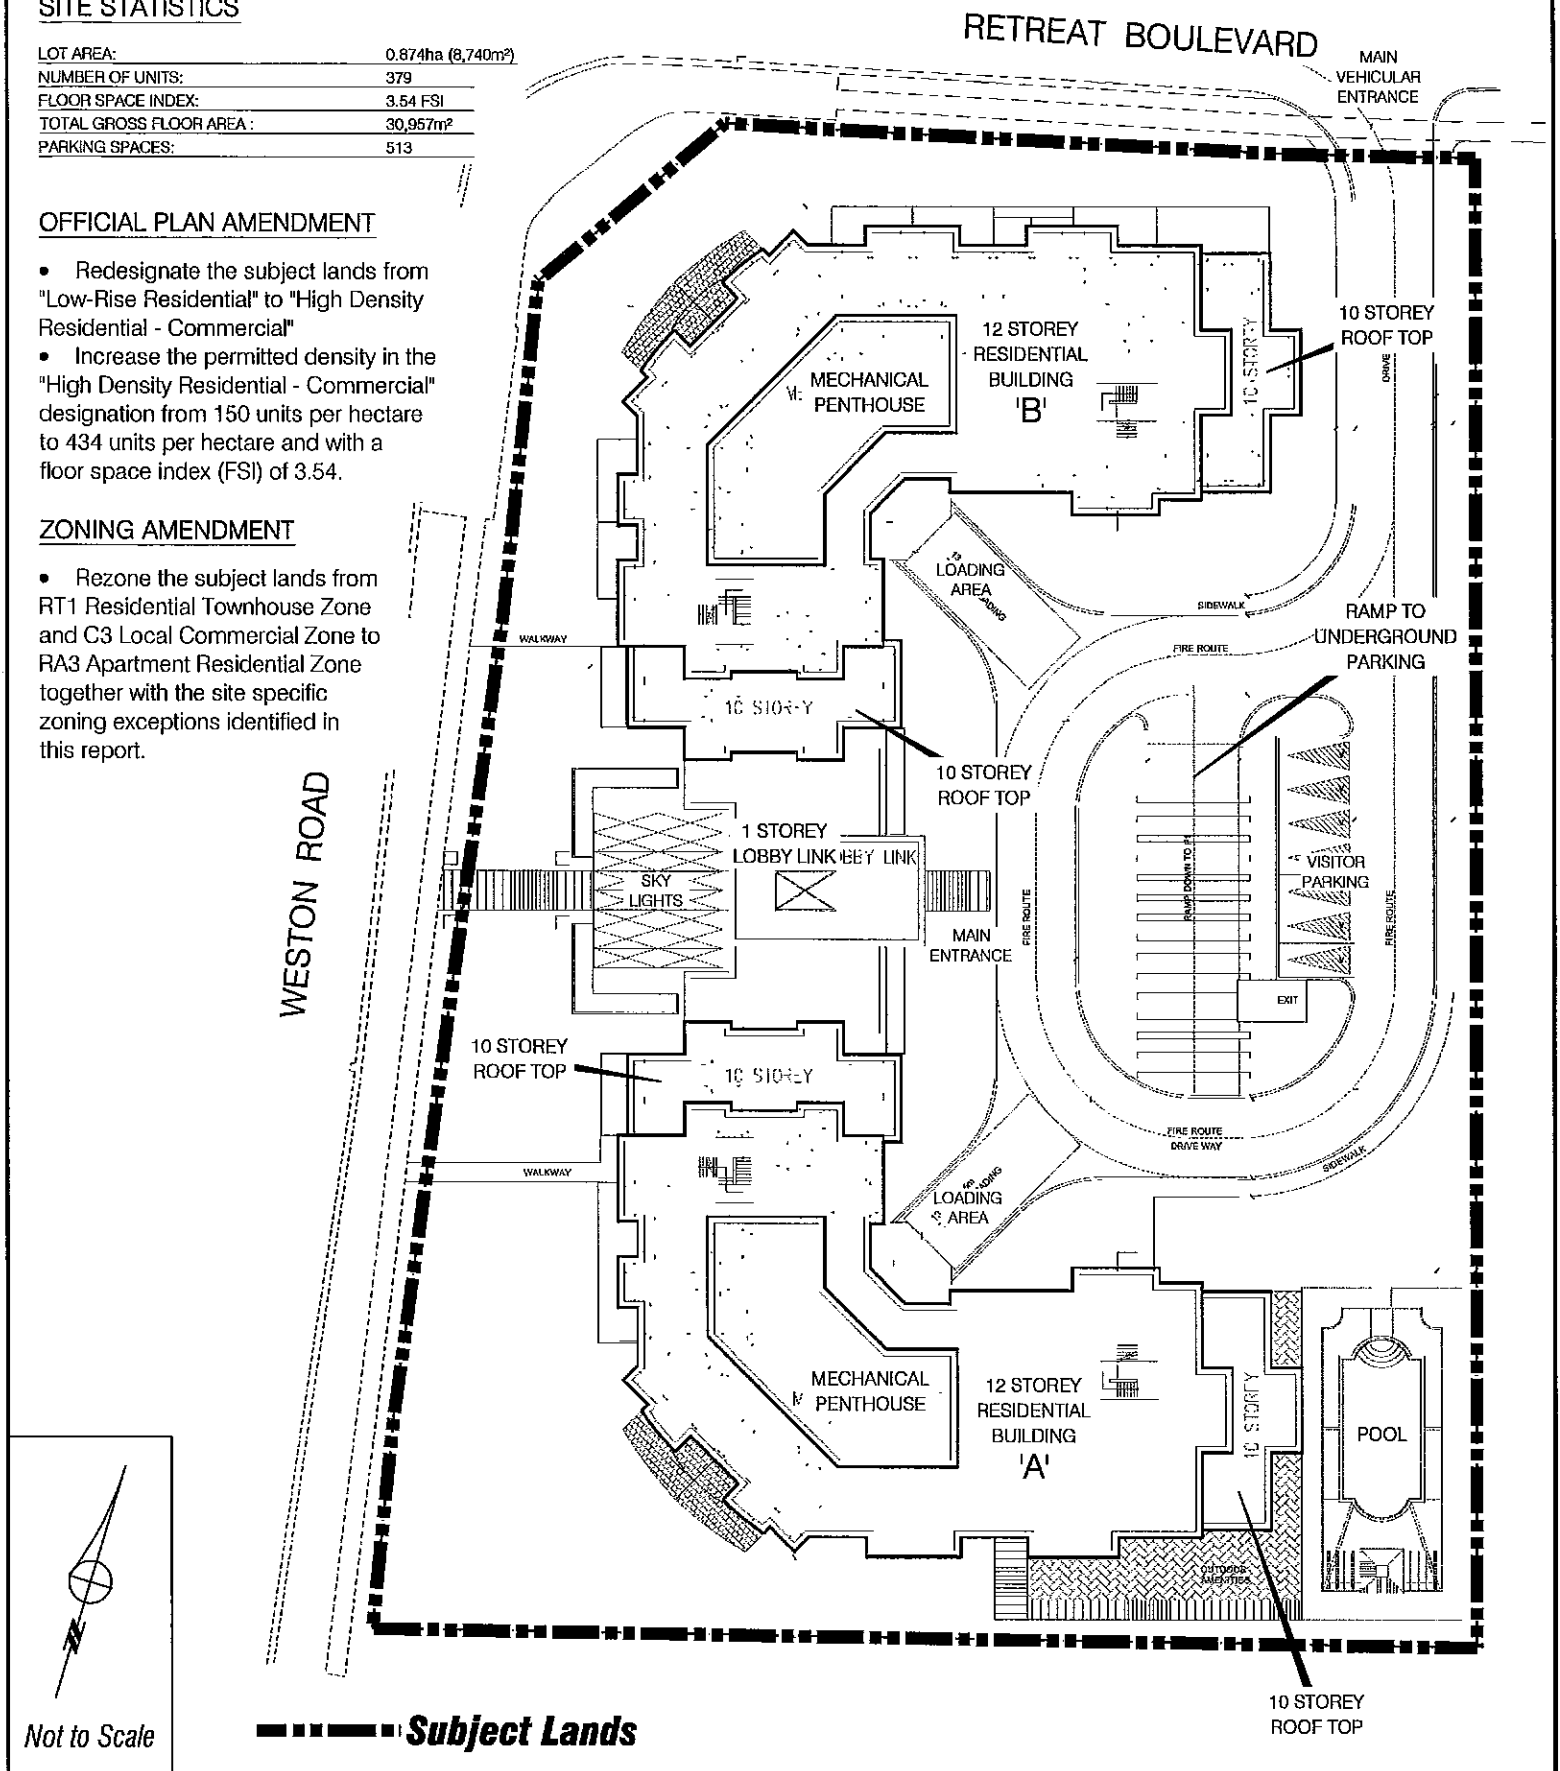 SITE STATISTICS
LOT AREA: 0.874ha (8,740m²)
NUMBER OF UNITS: 379
FLOOR SPACE INDEX: 3.54 FSI
TOTAL GROSS FLOOR AREA : 30,957m²
PARKING SPACES: 513
OFFICIAL PLAN AMENDMENT
• Redesignate the subject lands from
"Low-Rise Residential" to "High Density
Residential - Commercial"
• Increase the permitted density in the
"High Density Residential - Commercial"
designation from 150 units per hectare
to 434 units per hectare and with a
floor space index (FSI) of 3.54.
ZONING AMENDMENT
• Rezone the subject lands from
RT1 Residential Townhouse Zone
and C3 Local Commercial Zone to
RA3 Apartment Residential Zone
together with the site specific
zoning exceptions identified in
this report.
RETREAT BOULEVARD
MAIN
VEHICULAR
ENTRANCE
10 STOREY
ROOF TOP
10 STOREY
DRIVE
12 STOREY
RESIDENTIAL
BUILDING
'B'
MECHANICAL
PENTHOUSE
LOADING
AREA
SIDEWALK
RAMP TO
UNDERGROUND
PARKING
FIRE ROUTE
WALKWAY
10 STOREY
10 STOREY
ROOF TOP
WESTON ROAD
1 STOREY
LOBBY LINK
SKY
LIGHTS
MAIN
ENTRANCE
FIRE ROUTE
RAMP DOWN TO P1
VISITOR
PARKING
FIRE ROUTE
EXIT
10 STOREY
ROOF TOP
10 STOREY
FIRE ROUTE
DRIVE WAY
SIDEWALK
WALKWAY
LOADING
AREA
MECHANICAL
PENTHOUSE
12 STOREY
RESIDENTIAL
BUILDING
'A'
10 STOREY
POOL
OUTDOOR
AMENITIES
10 STOREY
ROOF TOP
N
Not to Scale
Subject Lands